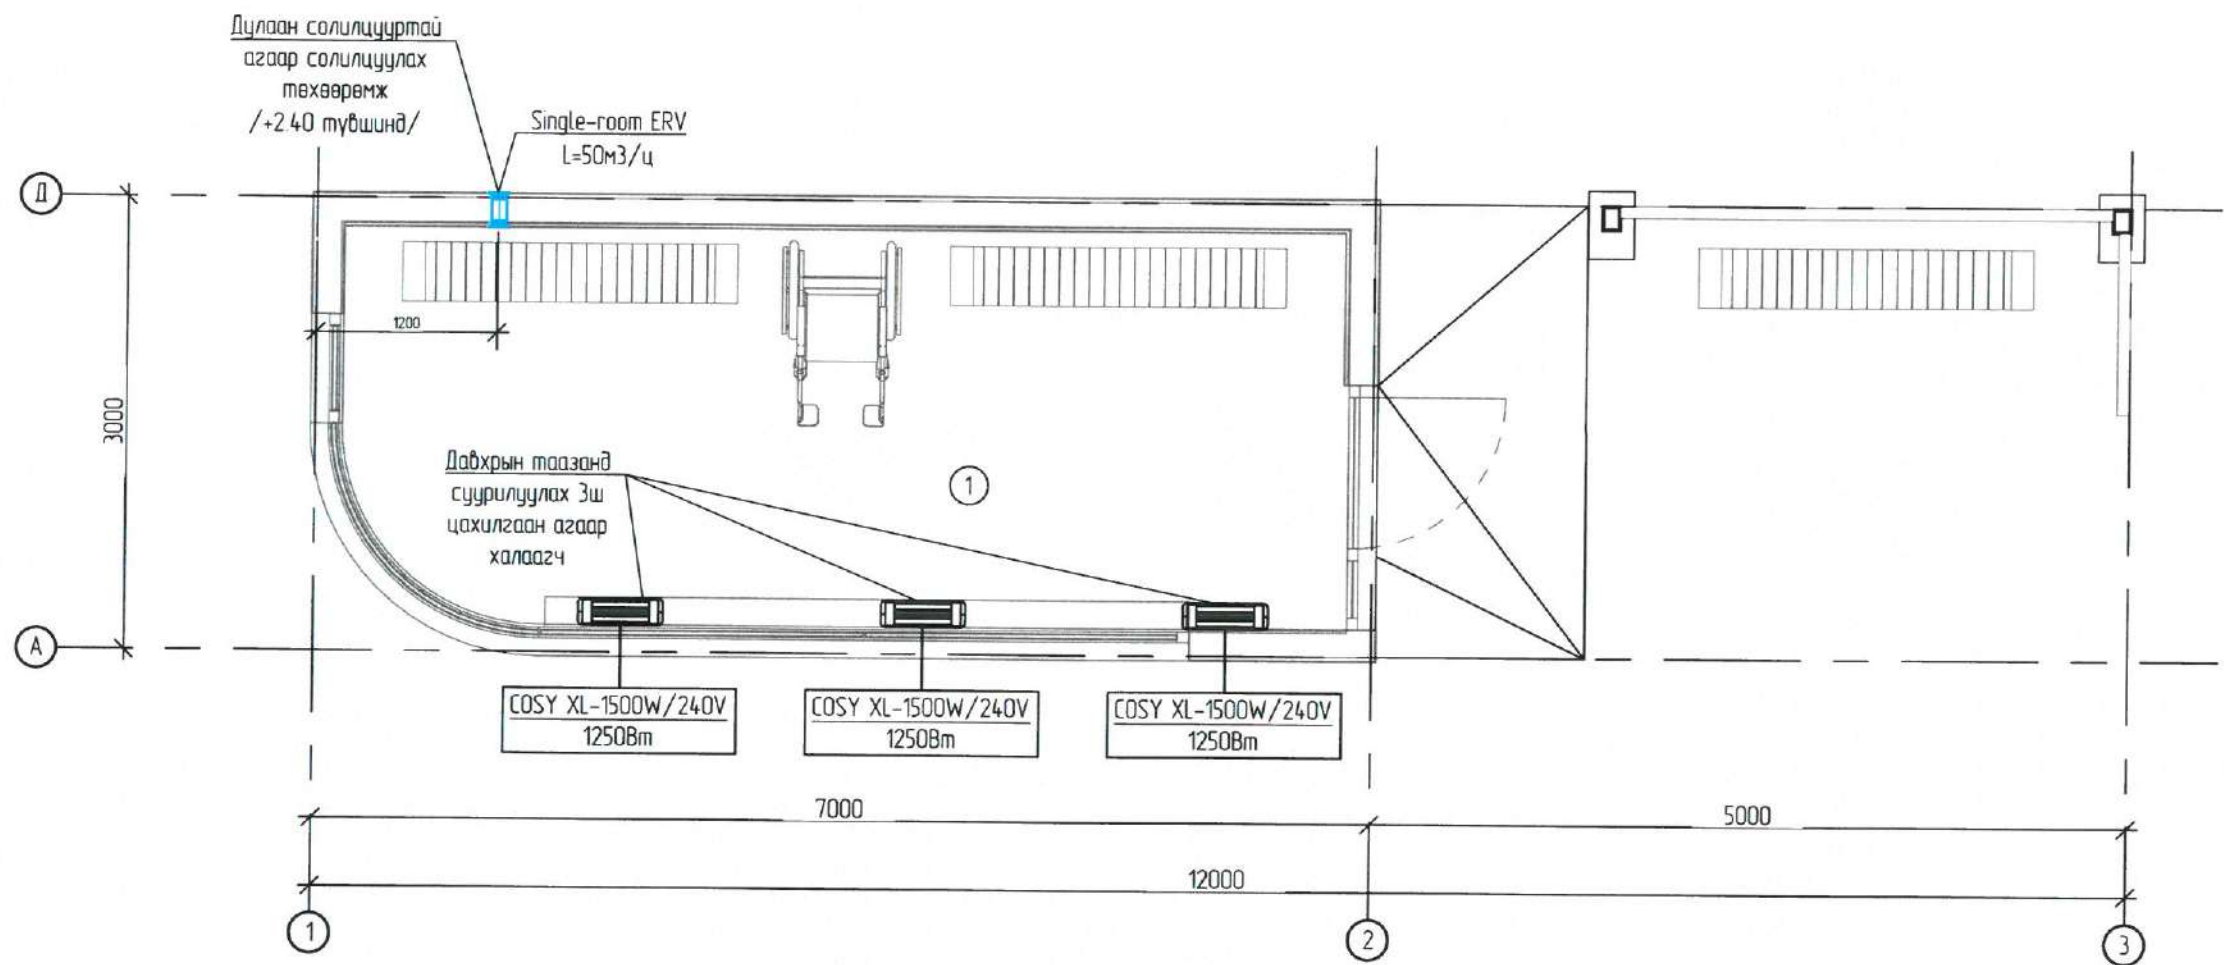 Дулаан солилцууртай
агаар солилцуулах
төхөөрөмж
/+2.40 түвшинд/
Single-room ERV
L=50м3/ц
Д
1200
3000
Давхрын таазанд
суурилуулах 3ш
цахилгаан агаар
халаагч
1
А
COSY XL-1500W/240V
1250Вт
COSY XL-1500W/240V
1250Вт
COSY XL-1500W/240V
1250Вт
7000
5000
12000
1
2
3